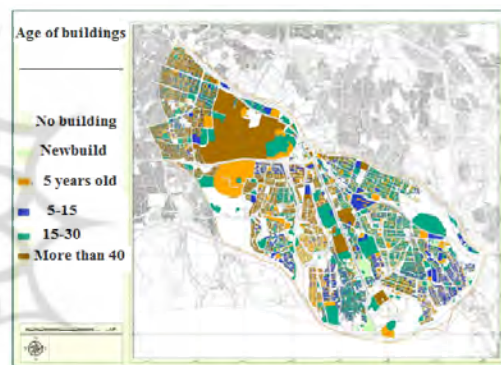 Age of buildings
No building
Newbuild
5 years old
5-15
15-30
More than 40